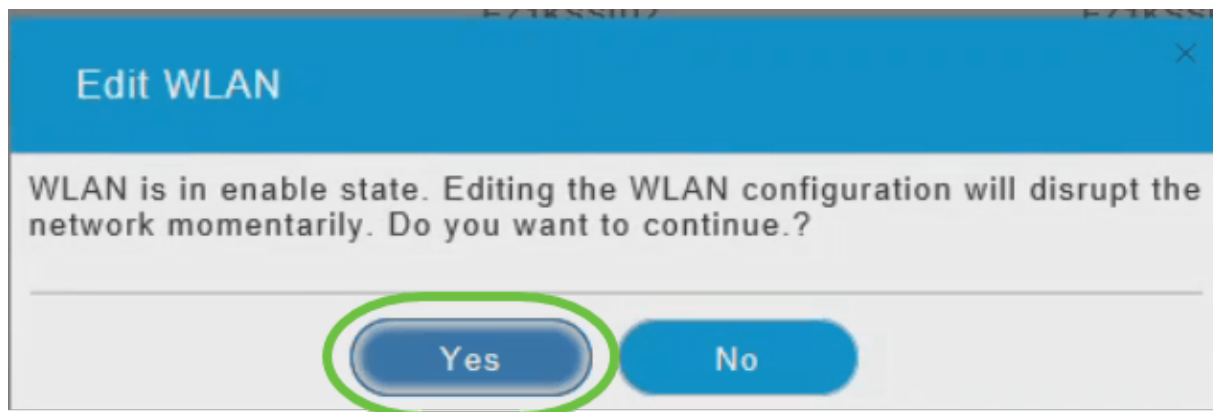 Edit WLAN
WLAN is in enable state. Editing the WLAN configuration will disrupt the
network momentarily. Do you want to continue.?
Yes
No